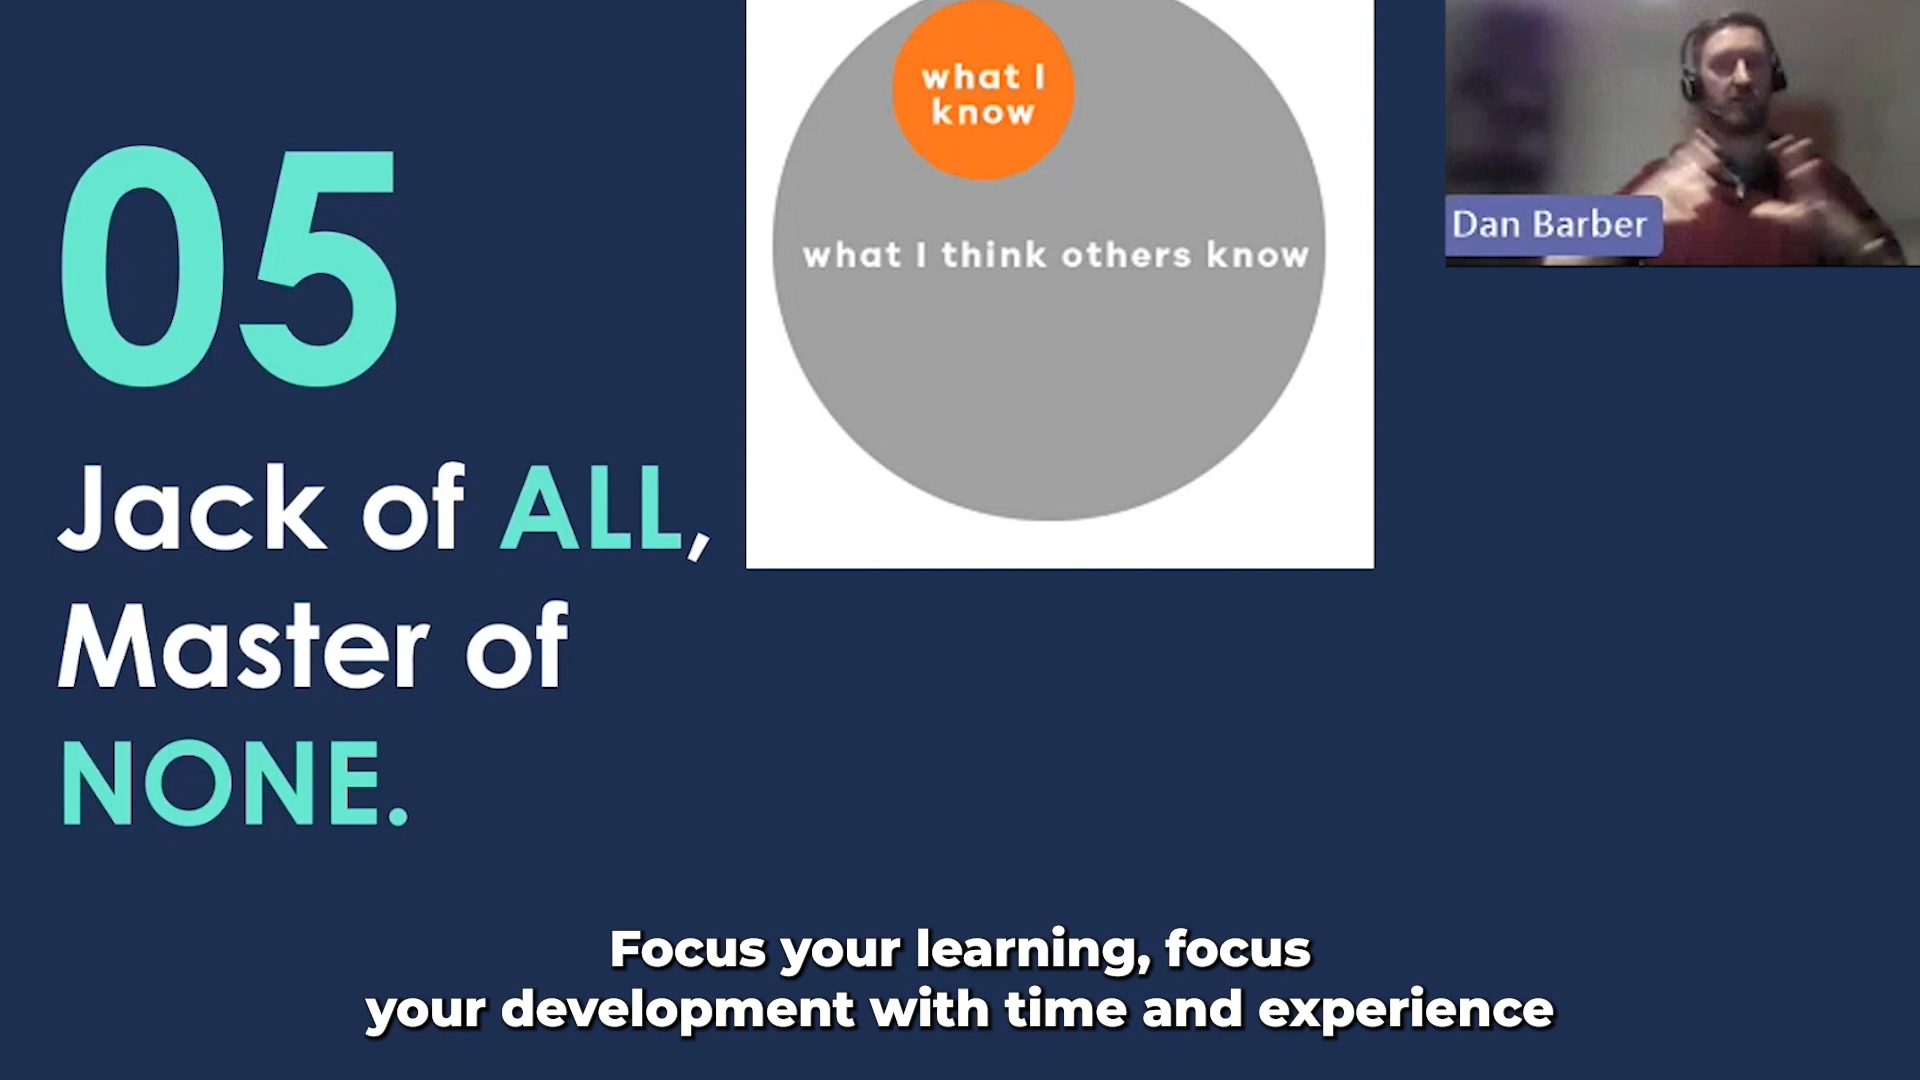 05
Jack of ALL,
Master of
NONE.
what I
know
what I think others know
Dan Barber
Focus your learning, focus
your development with time and experience